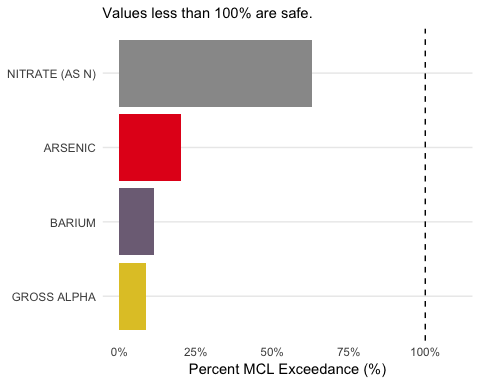 Values less than 100% are safe.
NITRATE (AS N)
ARSENIC
BARIUM
GROSS ALPHA
0% 25% 50% 75% 100%
Percent MCL Exceedance (%)